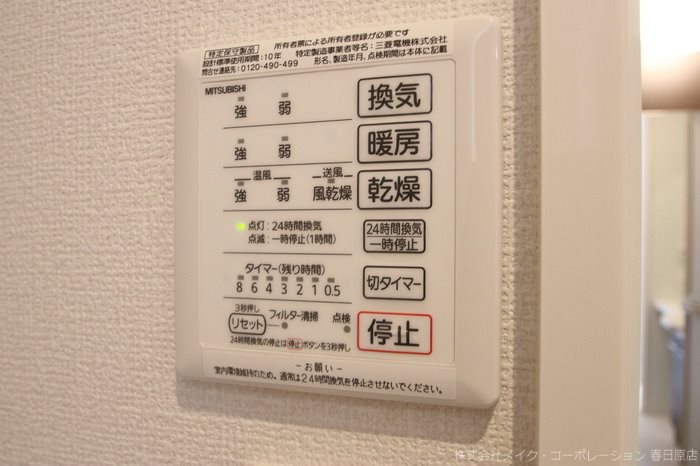 特定保守製品 所有者票による所有者登録が必要です
設計標準使用期間:10年 特定製造事業者等名:三菱電機株式会社
問合せ連絡先:0120-490-499 形名、製造年月、点検期間は本体に記載
MITSUBISHI
強 弱 換気
強 弱 暖房
温風 送風
強 弱 風乾燥 乾燥
点灯:24時間換気
点滅:一時停止(1時間)
24時間換気
一時停止
タイマー(残り時間)
8 6 4 3 2 1 0.5
切タイマー
3秒押し
リセット フィルター清掃 点検
停止
24時間換気の停止は停止ボタンを3秒押し
-お願い-
室内環境維持のため、通常は24時間換気を停止させないでください。
株式会社メイク・コーポレーション 春日原店